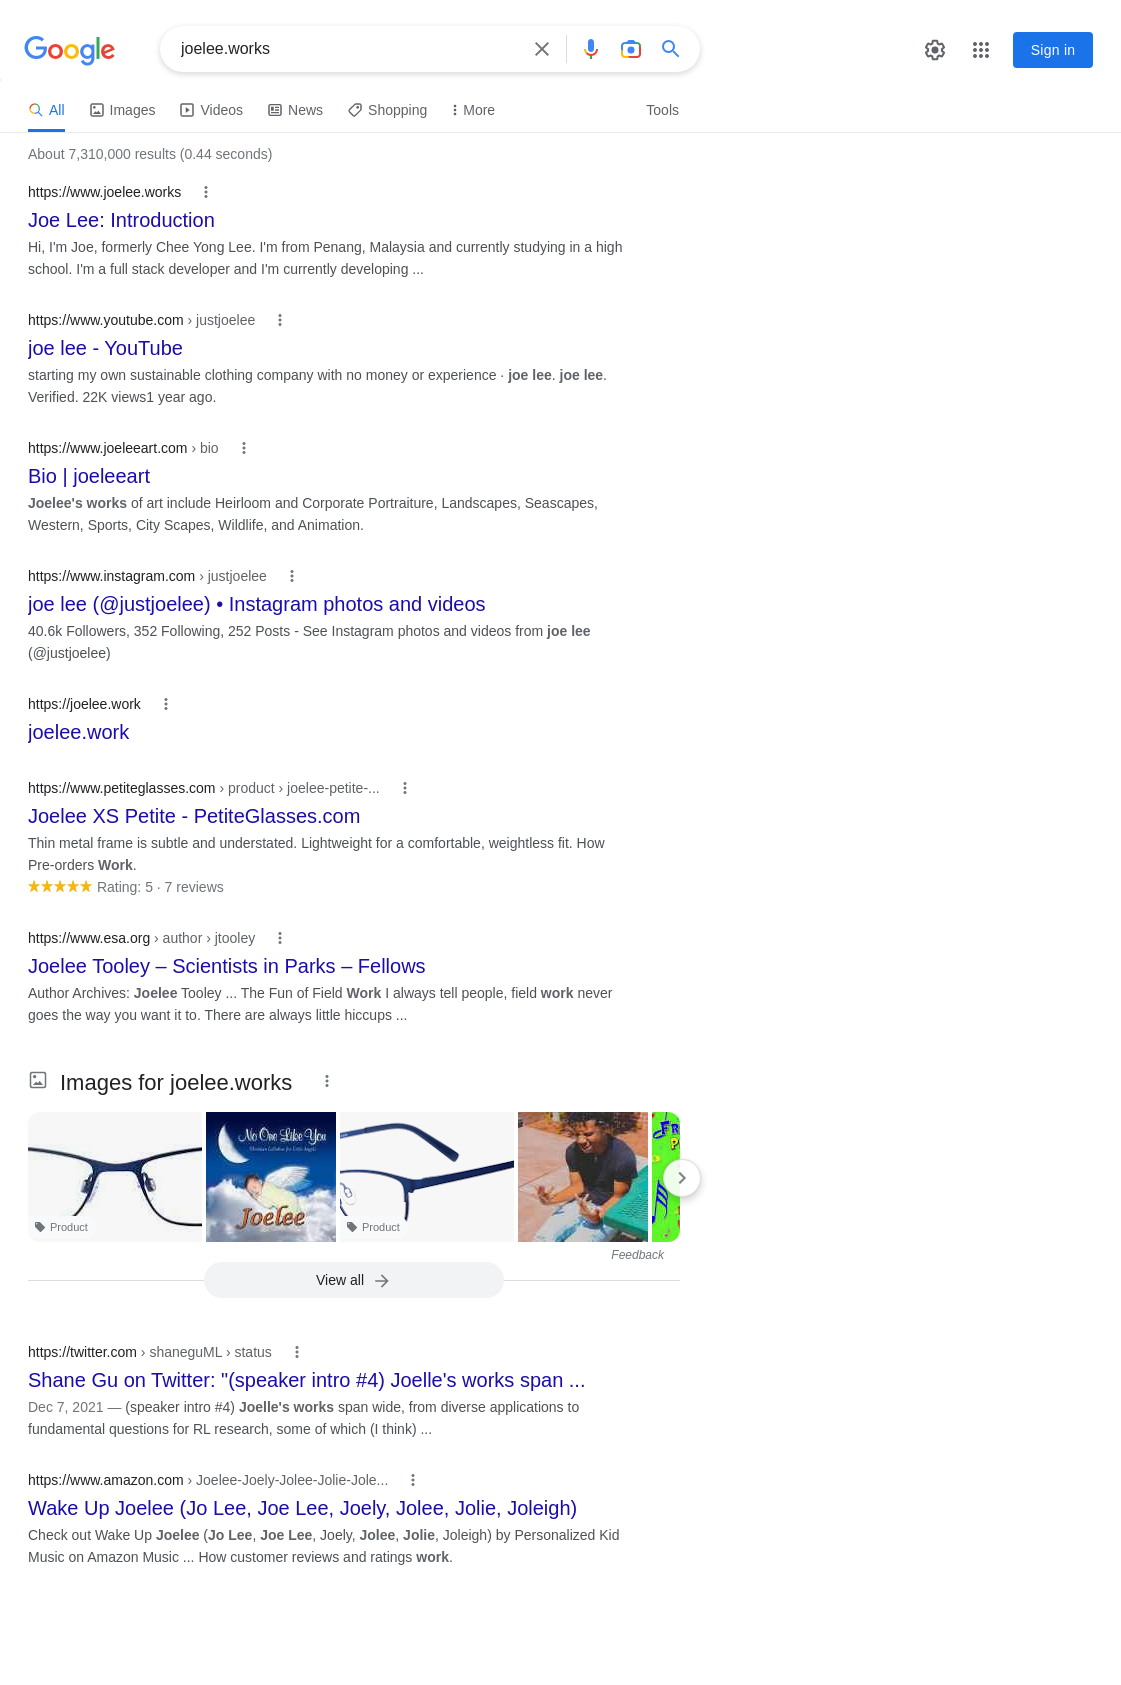 Google
joelee.works
Sign in
All
Images
Videos
News
Shopping
More
Tools
About 7,310,000 results (0.44 seconds)
https://www.joelee.works
Joe Lee: Introduction
Hi, I'm Joe, formerly Chee Yong Lee. I'm from Penang, Malaysia and currently studying in a high
school. I'm a full stack developer and I'm currently developing ...
https://www.youtube.com › justjoelee
joe lee - YouTube
starting my own sustainable clothing company with no money or experience · joe lee. joe lee.
Verified. 22K views1 year ago.
https://www.joeleeart.com › bio
Bio | joeleeart
Joelee's works of art include Heirloom and Corporate Portraiture, Landscapes, Seascapes,
Western, Sports, City Scapes, Wildlife, and Animation.
https://www.instagram.com › justjoelee
joe lee (@justjoelee) • Instagram photos and videos
40.6k Followers, 352 Following, 252 Posts - See Instagram photos and videos from joe lee
(@justjoelee)
https://joelee.work
joelee.work
https://www.petiteglasses.com › product › joelee-petite-...
Joelee XS Petite - PetiteGlasses.com
Thin metal frame is subtle and understated. Lightweight for a comfortable, weightless fit. How
Pre-orders Work.
Rating: 5 · 7 reviews
https://www.esa.org › author › jtooley
Joelee Tooley – Scientists in Parks – Fellows
Author Archives: Joelee Tooley ... The Fun of Field Work I always tell people, field work never
goes the way you want it to. There are always little hiccups ...
Images for joelee.works
No One Like You
Joelee
Product
Product
Feedback
View all
https://twitter.com › shaneguML › status
Shane Gu on Twitter: "(speaker intro #4) Joelle's works span ...
Dec 7, 2021 — (speaker intro #4) Joelle's works span wide, from diverse applications to
fundamental questions for RL research, some of which (I think) ...
https://www.amazon.com › Joelee-Joely-Jolee-Jolie-Jole...
Wake Up Joelee (Jo Lee, Joe Lee, Joely, Jolee, Jolie, Joleigh)
Check out Wake Up Joelee (Jo Lee, Joe Lee, Joely, Jolee, Jolie, Joleigh) by Personalized Kid
Music on Amazon Music ... How customer reviews and ratings work.